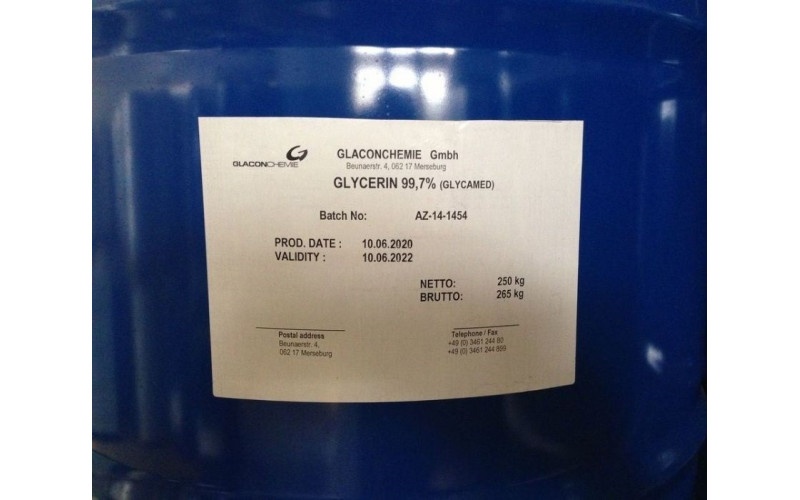 GLACONCHEMIE
GLACONCHEMIE Gmbh
Beunaerstr. 4, 062 17 Merseburg
GLYCERIN 99,7% (GLYCAMED)
Batch No: AZ-14-1454
PROD. DATE : 10.06.2020
VALIDITY : 10.06.2022
NETTO: 250 kg
BRUTTO: 265 kg
Postal address
Beunaerstr. 4,
062 17 Merseburg
Telephone / Fax
+49 (0) 3461 244 80
+49 (0) 3461 244 869